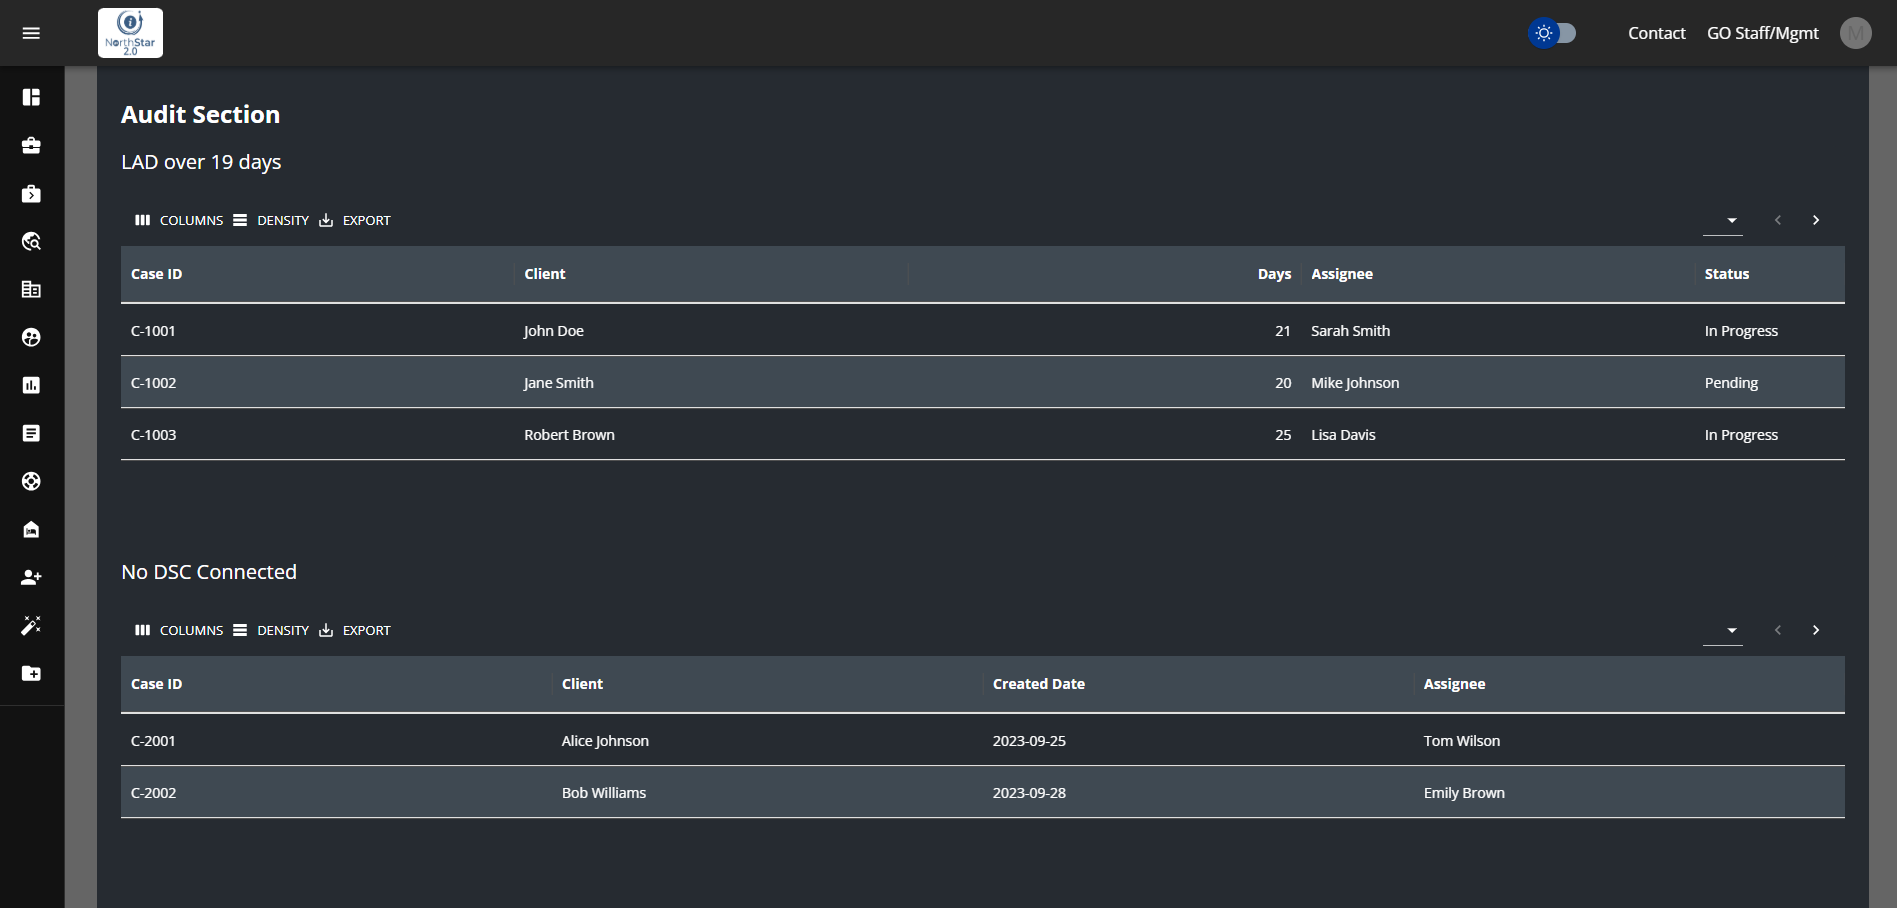 NorthStar
2.0
Contact GO Staff/Mgmt M
Audit Section
LAD over 19 days
COLUMNS DENSITY EXPORT
Case ID Client Days Assignee Status
C-1001 John Doe 21 Sarah Smith In Progress
C-1002 Jane Smith 20 Mike Johnson Pending
C-1003 Robert Brown 25 Lisa Davis In Progress
No DSC Connected
COLUMNS DENSITY EXPORT
Case ID Client Created Date Assignee
C-2001 Alice Johnson 2023-09-25 Tom Wilson
C-2002 Bob Williams 2023-09-28 Emily Brown